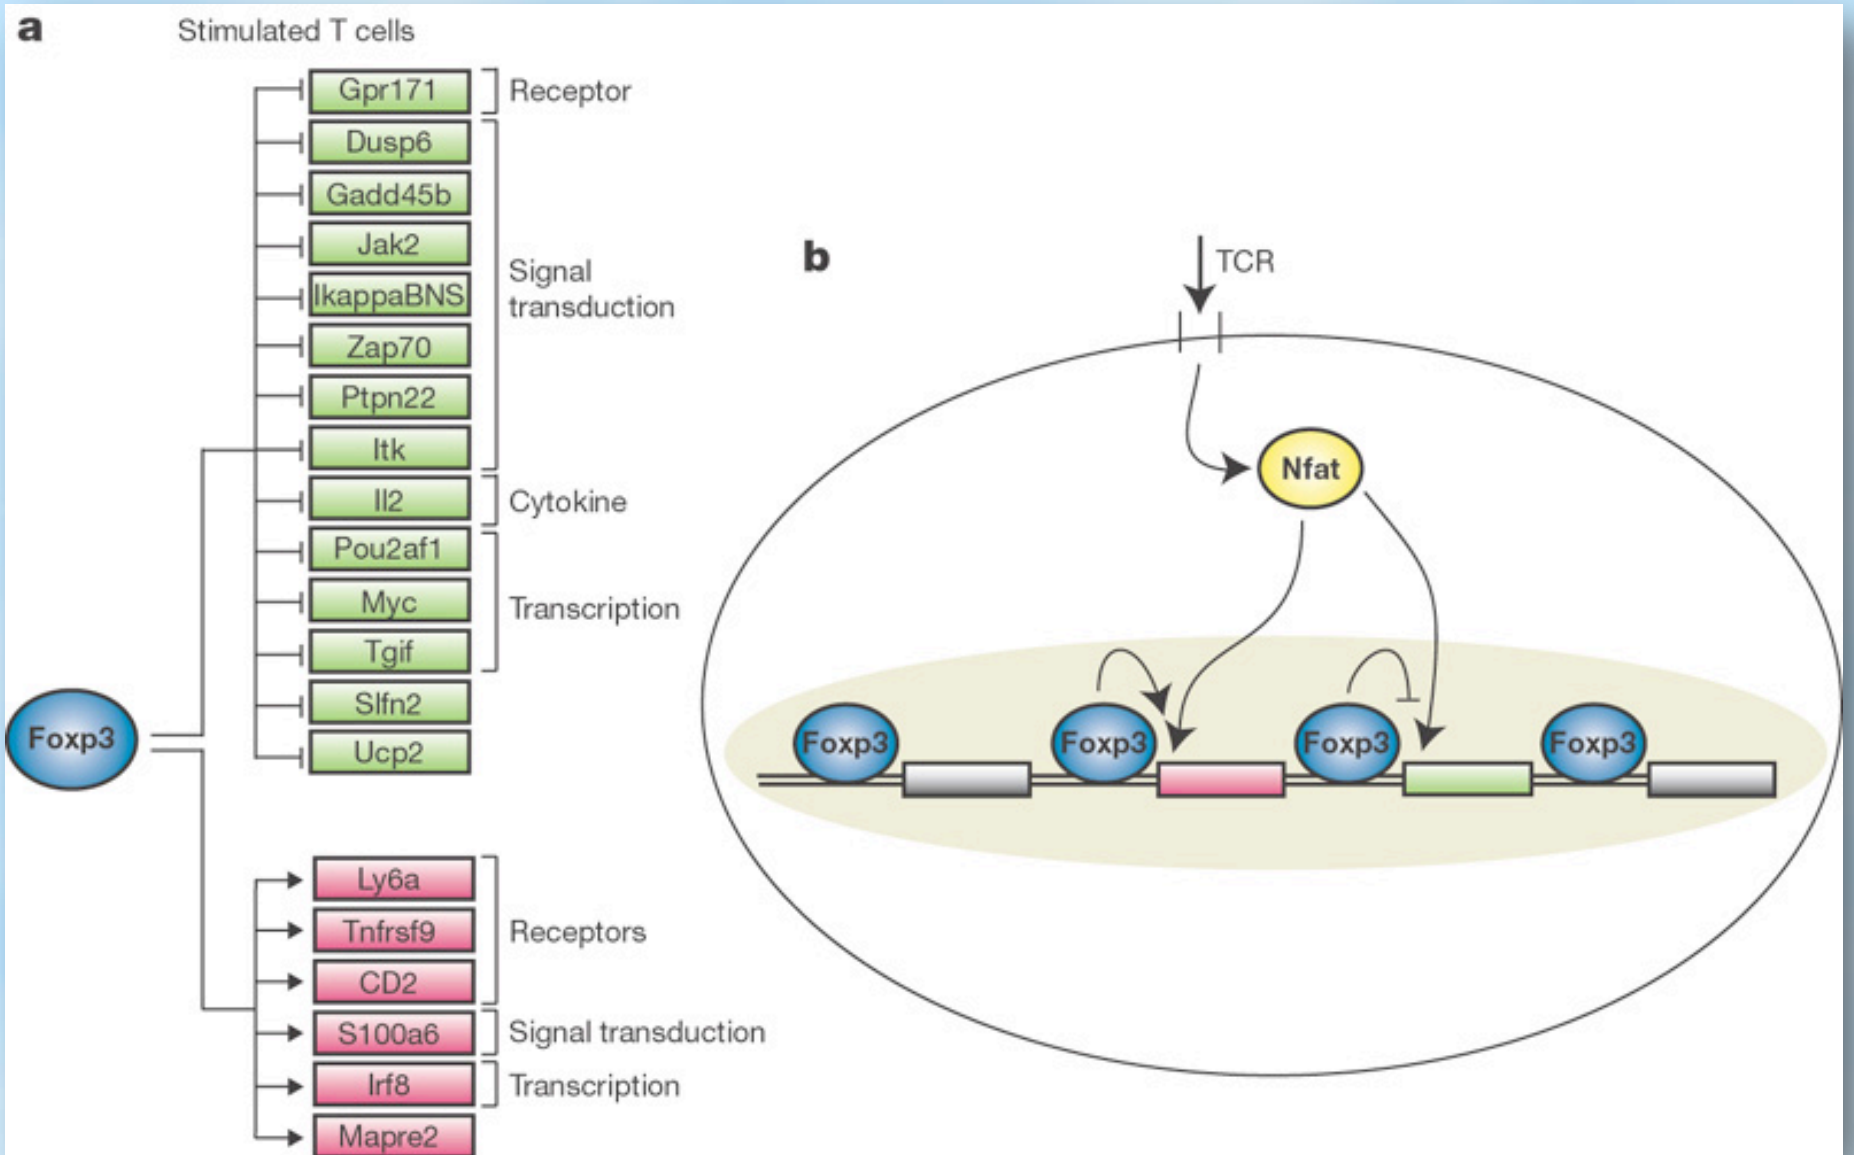 a
Stimulated T cells
Gpr171
Receptor
Dusp6
Gadd45b
Jak2
IkappaBNS
Zap70
Ptpn22
Itk
Signal
transduction
Il2
Cytokine
Pou2af1
Myc
Tgif
Transcription
Slfn2
Ucp2
Foxp3
Ly6a
Tnfrsf9
CD2
Receptors
S100a6
Signal transduction
Irf8
Transcription
Mapre2
b
TCR
Nfat
Foxp3
Foxp3
Foxp3
Foxp3